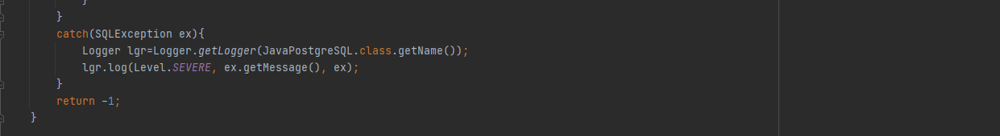 }
}
catch(SQLException ex){
Logger lgr=Logger.getLogger(JavaPostgreSQL.class.getName());
lgr.log(Level.SEVERE, ex.getMessage(), ex);
}
return -1;
}